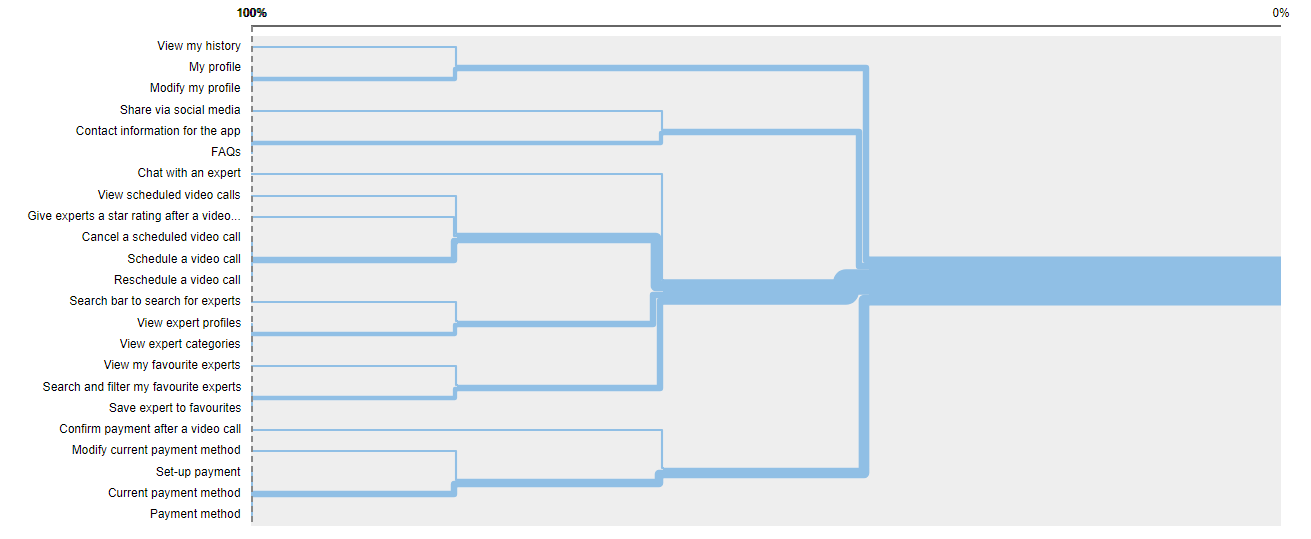 100%
0%
View my history
My profile
Modify my profile
Share via social media
Contact information for the app
FAQs
Chat with an expert
View scheduled video calls
Give experts a star rating after a video...
Cancel a scheduled video call
Schedule a video call
Reschedule a video call
Search bar to search for experts
View expert profiles
View expert categories
View my favourite experts
Search and filter my favourite experts
Save expert to favourites
Confirm payment after a video call
Modify current payment method
Set-up payment
Current payment method
Payment method